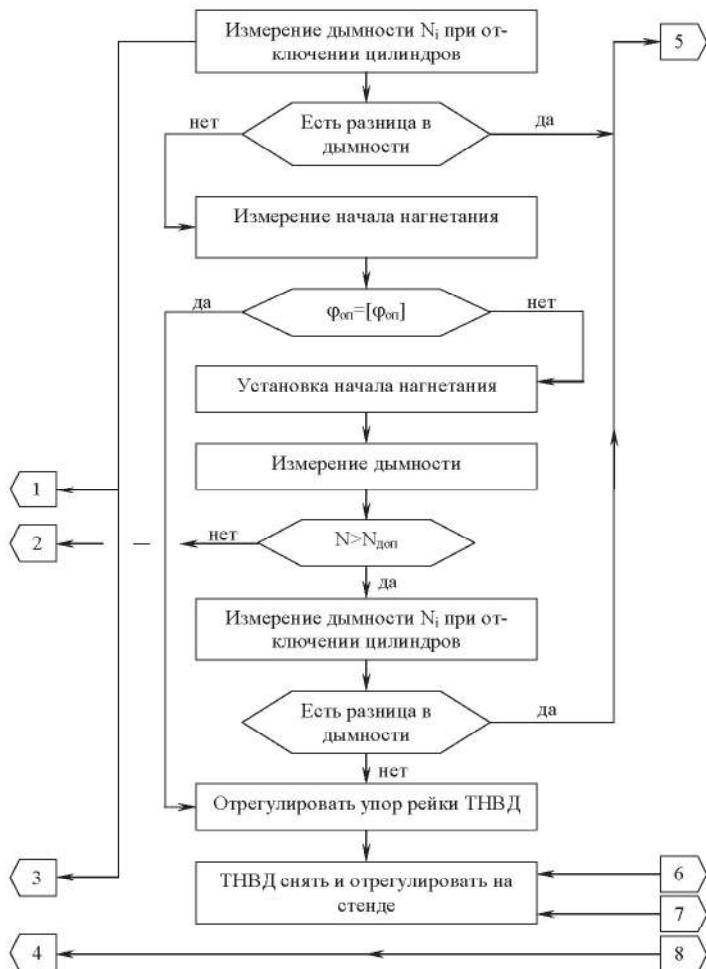 Измерение дымности Ni при от-
ключении цилиндров
5
Есть разница в
дымности
нет
да
Измерение начала нагнетания
да
φоп=[φоп]
нет
Установка начала нагнетания
Измерение дымности
1
2
нет
N>Nдоп
да
Измерение дымности Ni при от-
ключении цилиндров
Есть разница в
дымности
да
нет
Отрегулировать упор рейки ТНВД
3
ТНВД снять и отрегулировать на
стенде
6
7
4
8